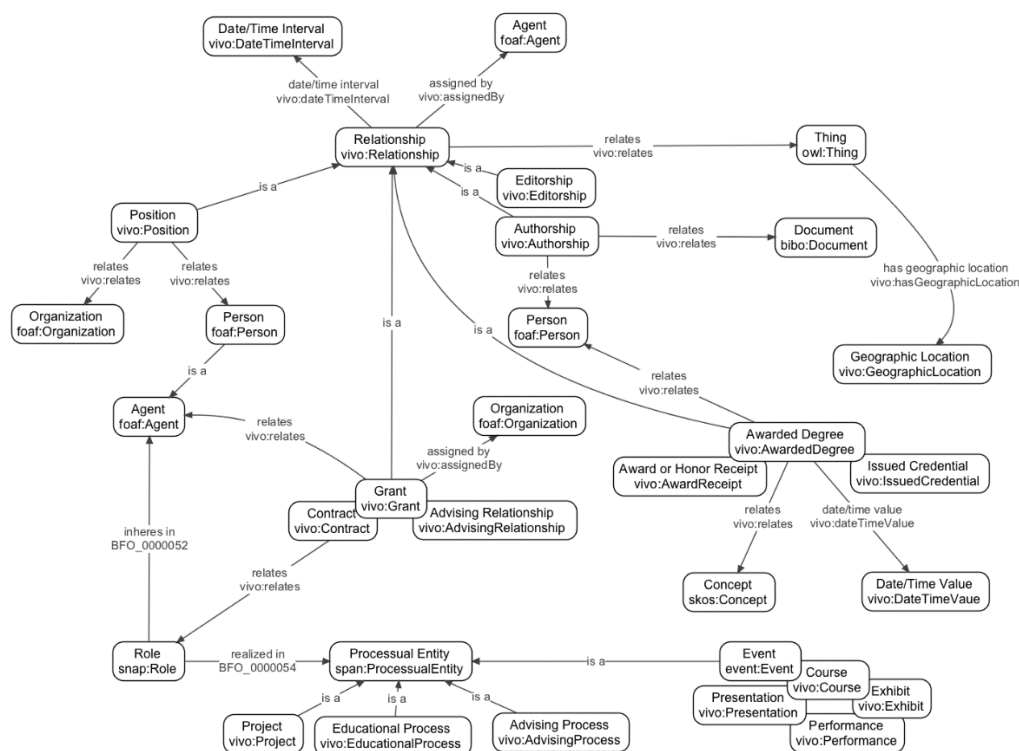 Date/Time Interval
vivo:DateTimeInterval
Agent
foaf:Agent
date/time interval
vivo:dateTimeInterval
assigned by
vivo:assignedBy
Relationship
vivo:Relationship
relates
vivo:relates
Thing
owl:Thing
is a
Editorship
vivo:Editorship
is a
is a
Position
vivo:Position
Authorship
vivo:Authorship
relates
vivo:relates
Document
bibo:Document
relates
vivo:relates
relates
vivo:relates
relates
vivo:relates
has geographic location
vivo:hasGeographicLocation
Organization
foaf:Organization
Person
foaf:Person
is a
is a
Person
foaf:Person
Geographic Location
vivo:GeographicLocation
is a
relates
vivo:relates
Agent
foaf:Agent
relates
vivo:relates
Organization
foaf:Organization
assigned by
vivo:assignedBy
Awarded Degree
vivo:AwardedDegree
Award or Honor Receipt
vivo:AwardReceipt
Issued Credential
vivo:IssuedCredential
Grant
vivo:Grant
Contract
vivo:Contract
Advising Relationship
vivo:AdvisingRelationship
relates
vivo:relates
date/time value
vivo:dateTimeValue
inheres in
BFO_0000052
relates
vivo:relates
Concept
skos:Concept
Date/Time Value
vivo:DateTimeVaue
Role
snap:Role
realized in
BFO_0000054
Processual Entity
span:ProcessualEntity
is a
Event
event:Event
Course
vivo:Course
Exhibit
vivo:Exhibit
Presentation
vivo:Presentation
Performance
vivo:Performance
is a
is a
is a
Project
vivo:Project
Educational Process
vivo:EducationalProcess
Advising Process
vivo:AdvisingProcess